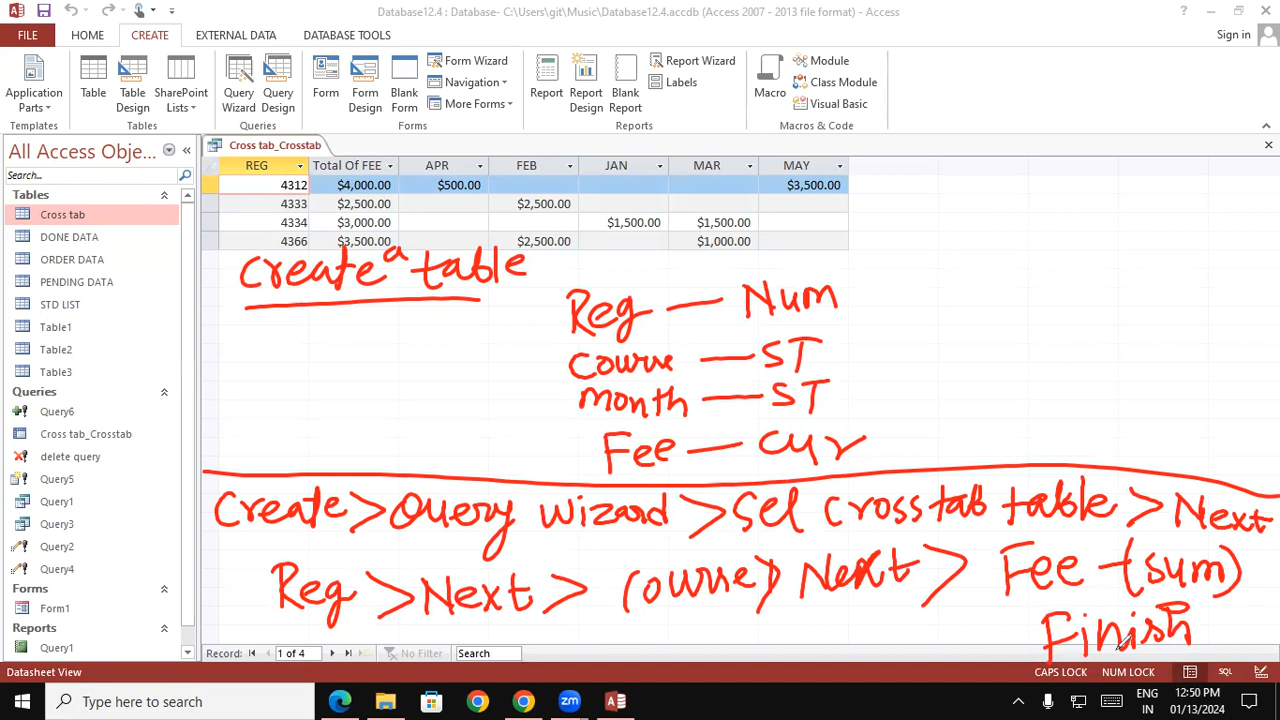 Database12.4 : Database- C:\Users\git\Music\Database12.4.accdb (Access 2007 - 2013 file format) - Access
FILE HOME CREATE EXTERNAL DATA DATABASE TOOLS Sign in
Application Parts Table Table Design SharePoint Lists Query Wizard Query Design Form Form Design Blank Form Form Wizard Navigation More Forms Report Report Design Blank Report Report Wizard Labels Macro Module Class Module Visual Basic
Templates Tables Queries Forms Reports Macros & Code
All Access Obje...
Search...
Tables
Cross tab
DONE DATA
ORDER DATA
PENDING DATA
STD LIST
Table1
Table2
Table3
Queries
Query6
Cross tab_Crosstab
delete query
Query5
Query1
Query3
Query2
Query4
Forms
Form1
Reports
Query1
Cross tab_Crosstab
REG Total Of FEE APR FEB JAN MAR MAY
4312 $4,000.00 $500.00 $3,500.00
4333 $2,500.00 $2,500.00
4334 $3,000.00 $1,500.00 $1,500.00
4366 $3,500.00 $2,500.00 $1,000.00
Create a table
Reg — Num
Course — ST
month — ST
Fee — Cur
Create > Query wizard > Sel crosstab table > Next
Reg > Next > (course) Next > Fee - (sum)
Finish
Record: 1 of 4 No Filter Search
Datasheet View CAPS LOCK NUM LOCK SQL
Type here to search
ENG
IN
12:50 PM
01/13/2024